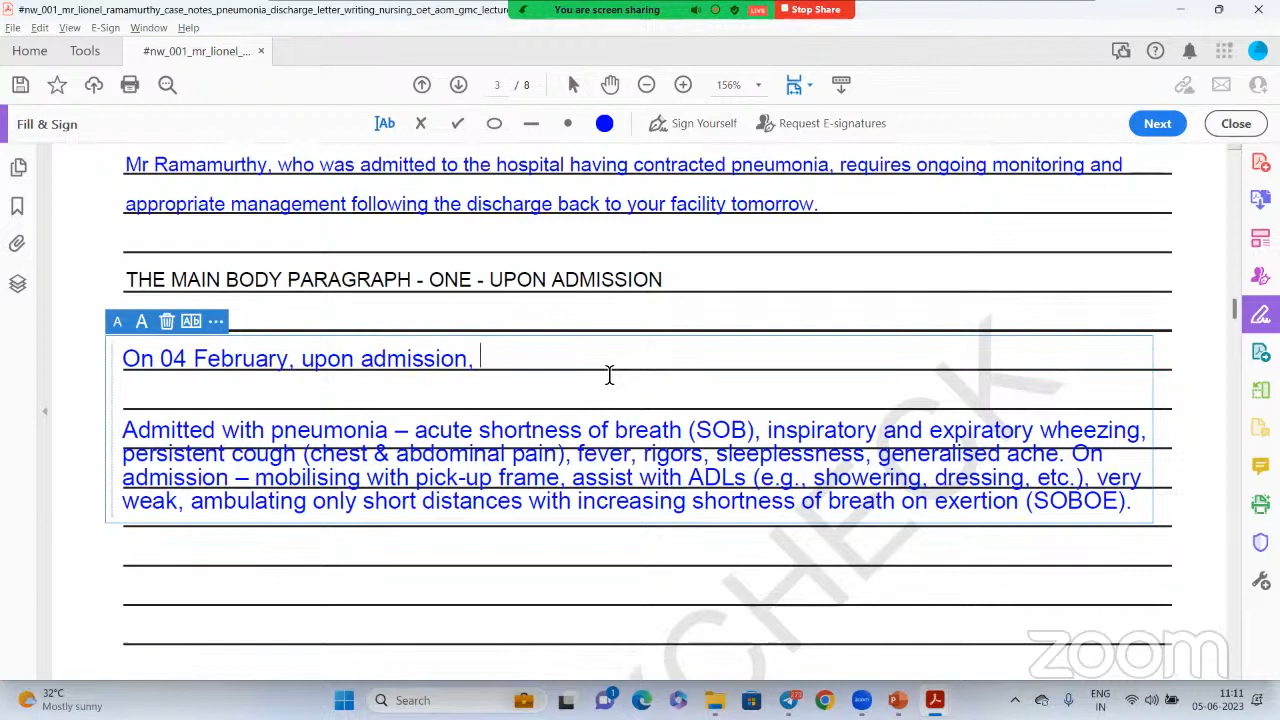 #nw_001_mr_lionel_ramamurthy_case_notes_pneumonia_discharge_letter_writing_nursing_oet_aom_gmc_lecture
You are screen sharing
LIVE
Stop Share
File Edit View E-Sign Window Help
Home Tools #nw_001_mr_lionel_... ×
3 / 8 156%
Fill & Sign Ab Sign Yourself Request E-signatures Next Close
Mr Ramamurthy, who was admitted to the hospital having contracted pneumonia, requires ongoing monitoring and
appropriate management following the discharge back to your facility tomorrow.
THE MAIN BODY PARAGRAPH - ONE - UPON ADMISSION
A A Ab ...
On 04 February, upon admission,
Admitted with pneumonia – acute shortness of breath (SOB), inspiratory and expiratory wheezing,
persistent cough (chest & abdominal pain), fever, rigors, sleeplessness, generalised ache. On
admission – mobilising with pick-up frame, assist with ADLs (e.g., showering, dressing, etc.), very
weak, ambulating only short distances with increasing shortness of breath on exertion (SOBOE).
CHECK
zoom
32°C
Mostly sunny
Search
1
ENG
IN
11:11
05-06-2023